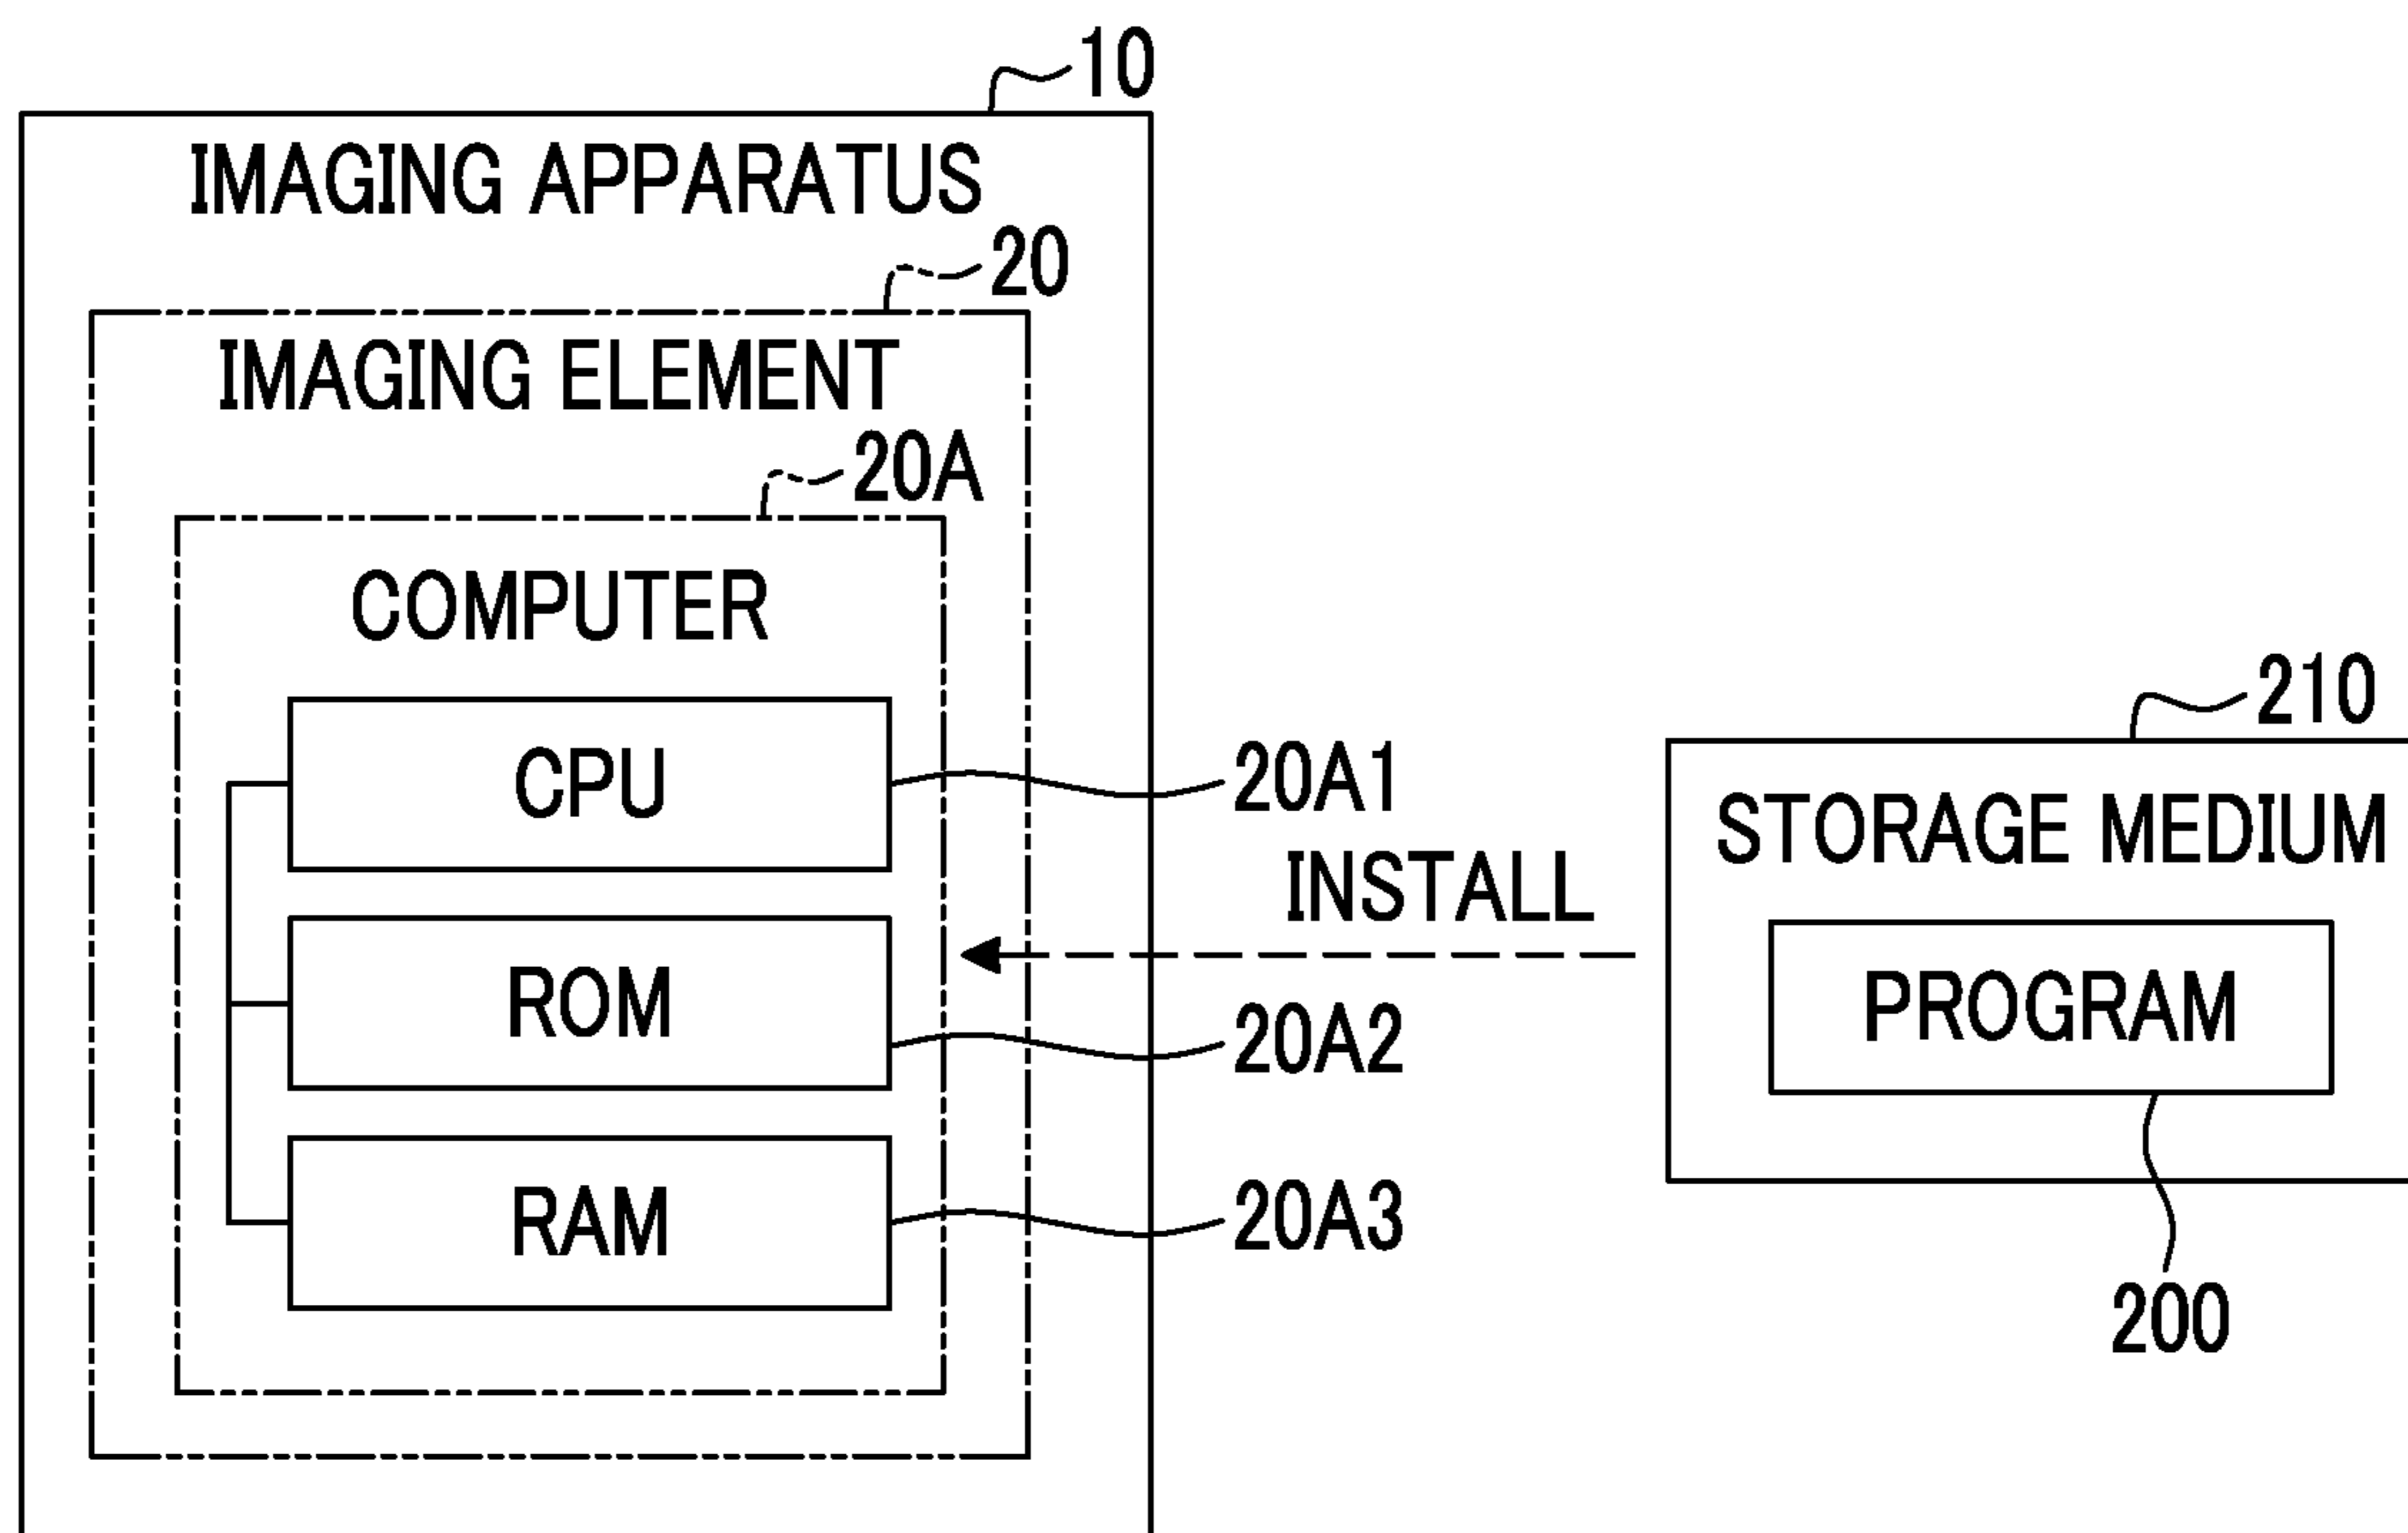 10
IMAGING APPARATUS
20
IMAGING ELEMENT
20A
COMPUTER
CPU
20A1
ROM
20A2
RAM
20A3
INSTALL
210
STORAGE MEDIUM
PROGRAM
200